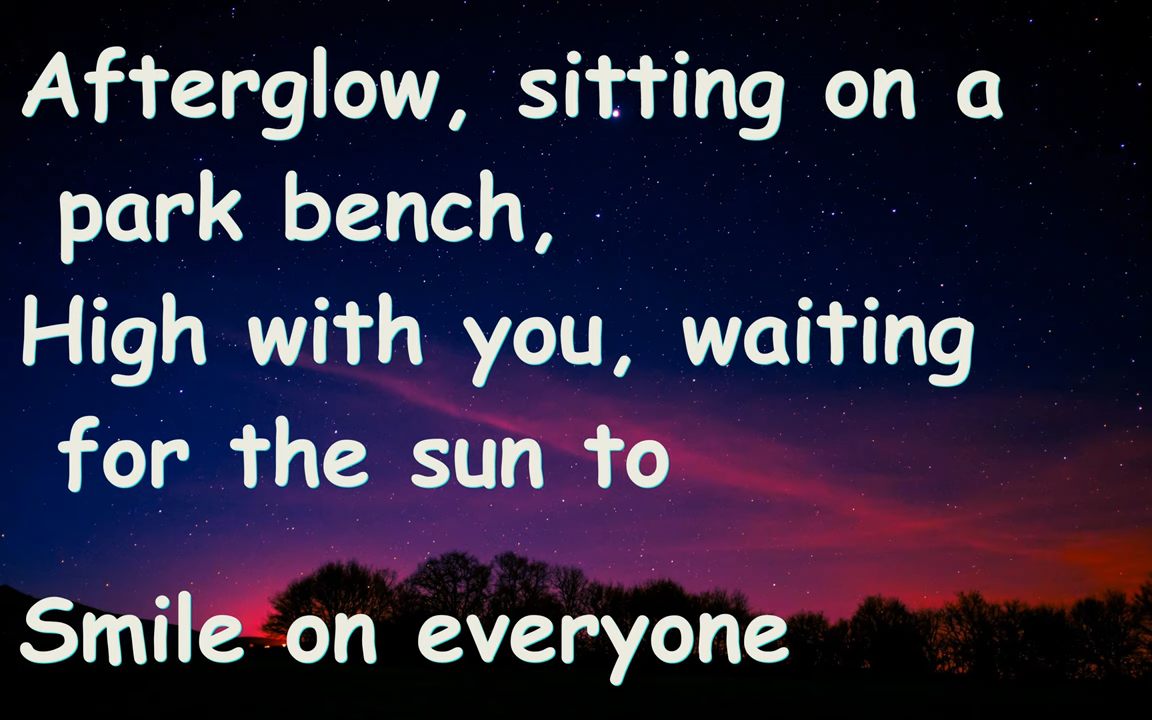 Afterglow, sitting on a
park bench,
High with you, waiting
for the sun to
Smile on everyone